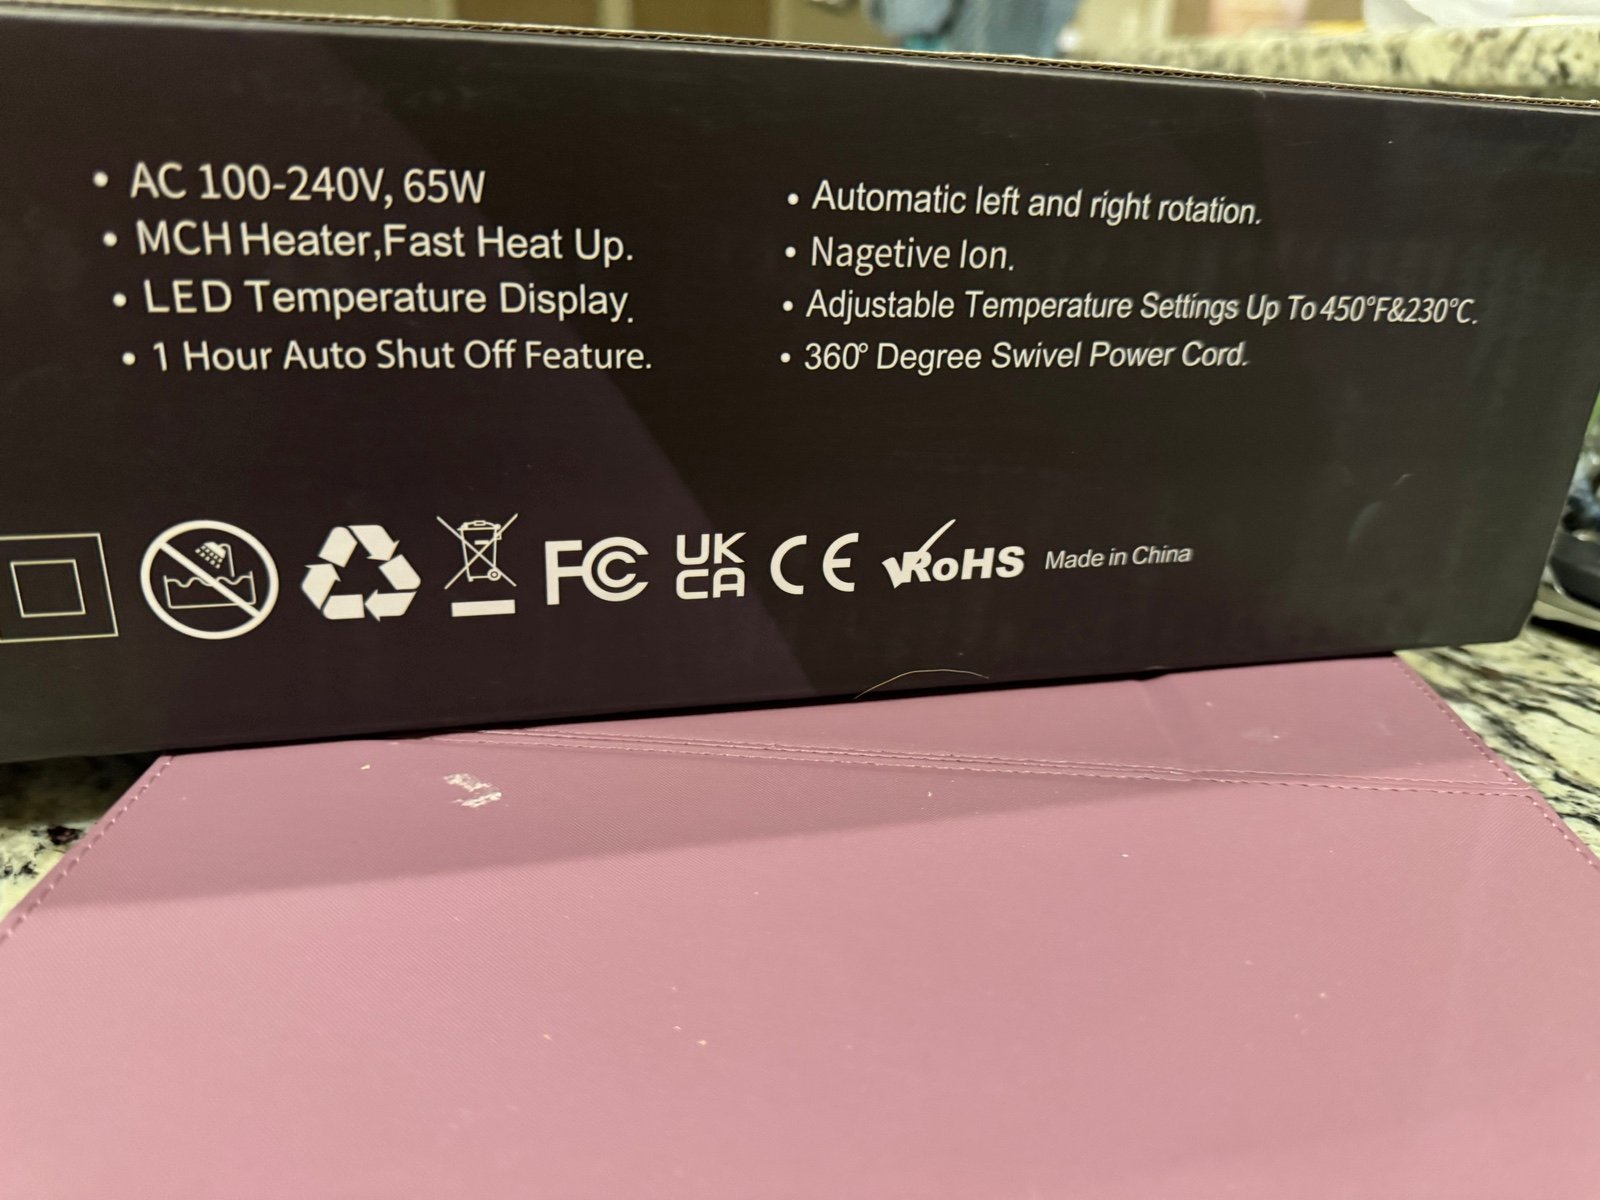 • AC 100-240V, 65W
• MCH Heater,Fast Heat Up.
• LED Temperature Display.
• 1 Hour Auto Shut Off Feature.
• Automatic left and right rotation.
• Nagetive Ion.
• Adjustable Temperature Settings Up To 450°F&230°C.
• 360° Degree Swivel Power Cord.
FC UK CA CE RoHS Made in China